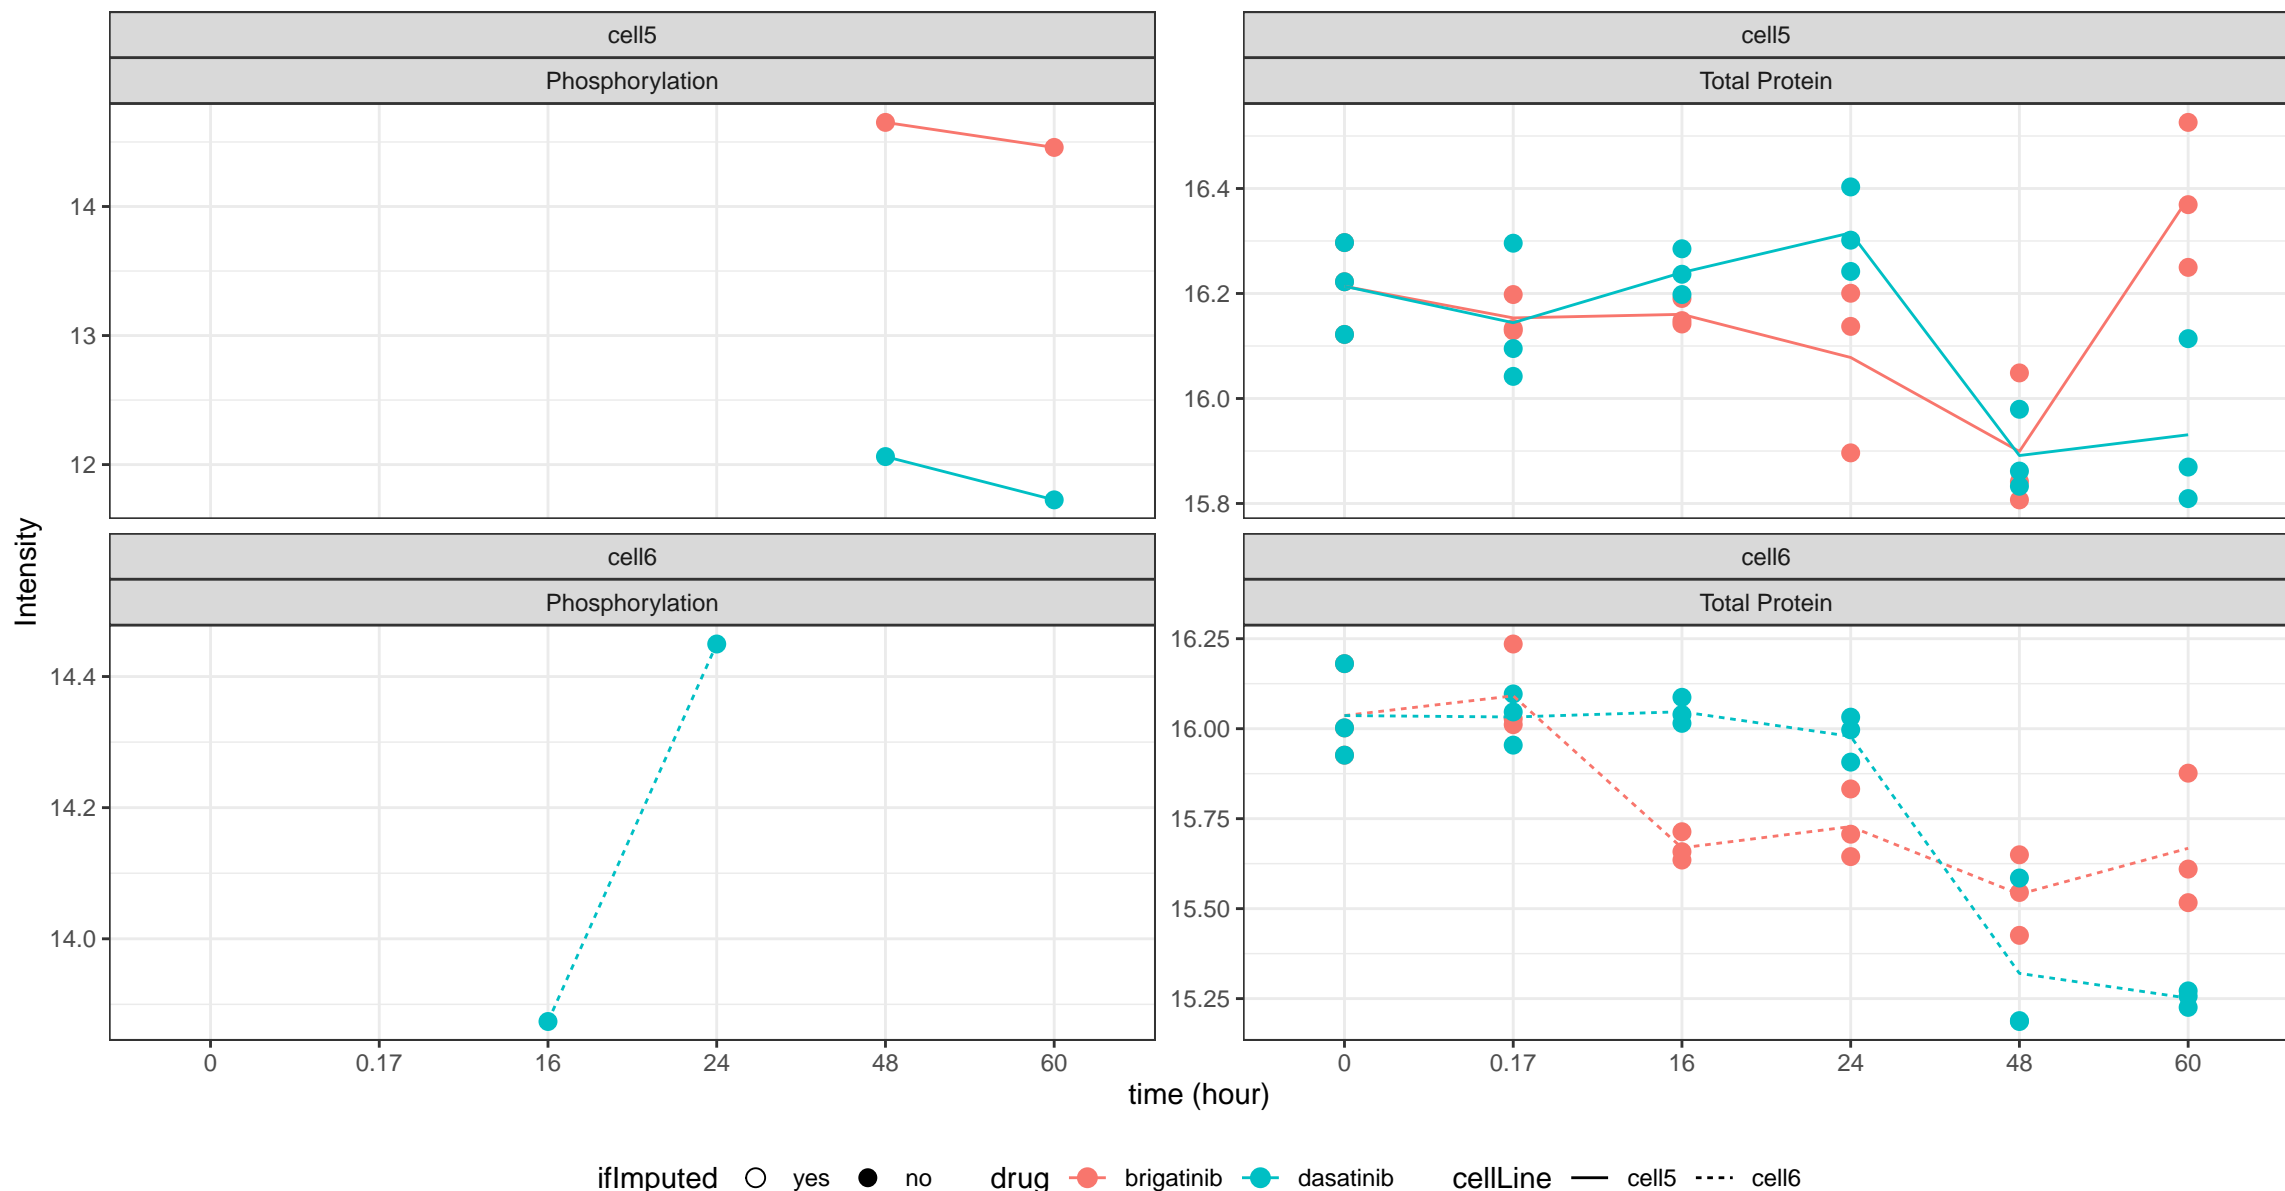 cell5
Phosphorylation
14
13
12
cell5
Total Protein
16.4
16.2
16.0
15.8
Intensity
cell6
Phosphorylation
14.4
14.2
14.0
0 0.17 16 24 48 60
cell6
Total Protein
16.25
16.00
15.75
15.50
15.25
0 0.17 16 24 48 60
time (hour)
ifImputed yes no drug brigatinib dasatinib cellLine cell5 cell6